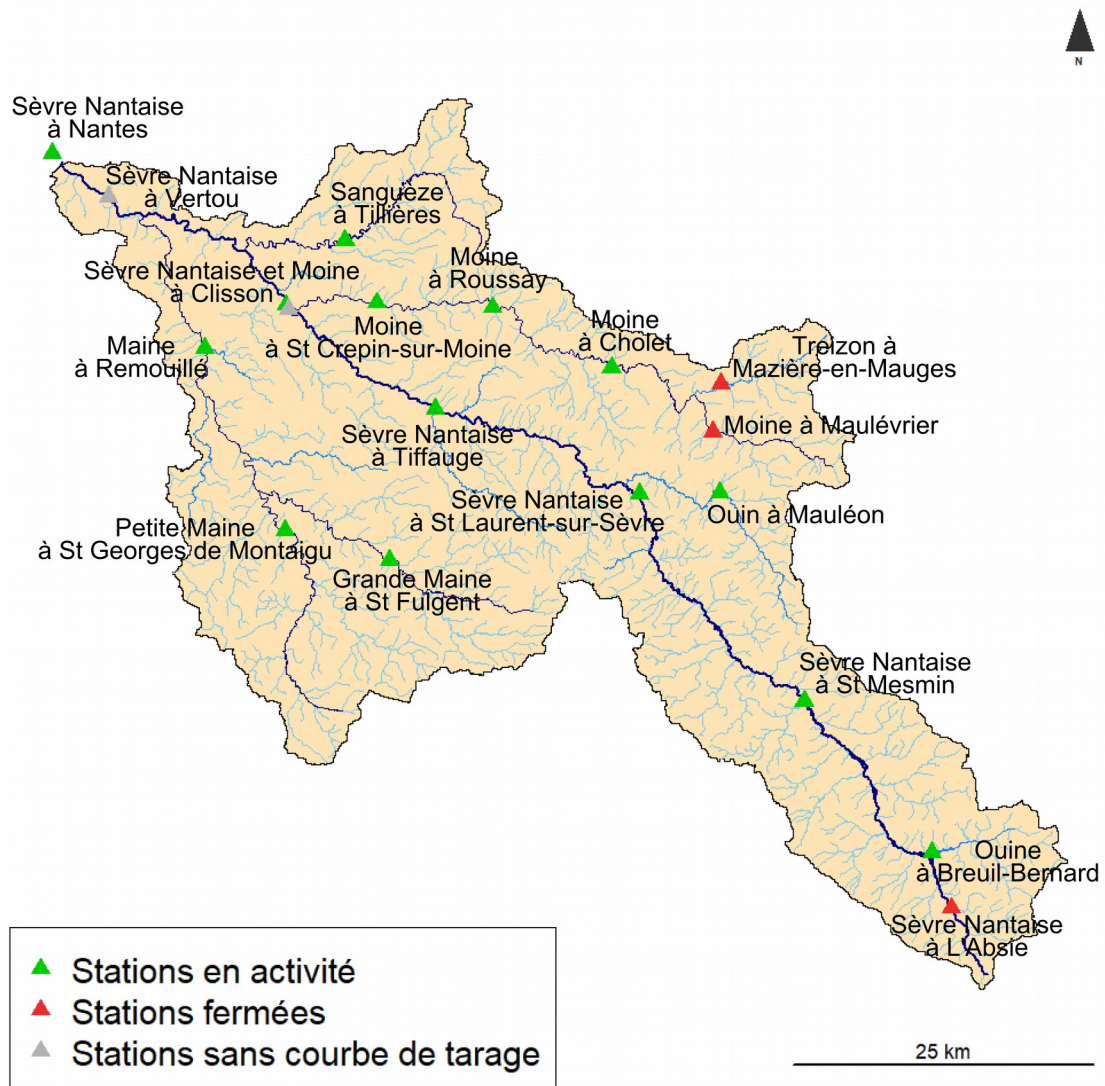 N
Sèvre Nantaise
à Nantes
Sèvre Nantaise
à Vertou
Sanguèze
à Tillières
Sèvre Nantaise et Moine
à Clisson
Moine
à Roussay
Moine
à St Crepin-sur-Moine
Moine
à Cholet
Maine
à Remouillé
Treizon à
Mazière-en-Mauges
Moine à Maulévrier
Sèvre Nantaise
à Tiffauge
Sèvre Nantaise
à St Laurent-sur-Sèvre
Ouin à Mauléon
Petite Maine
à St Georges de Montaigu
Grande Maine
à St Fulgent
Sèvre Nantaise
à St Mesmin
Ouine
à Breuil-Bernard
Sèvre Nantaise
à L'Absie
Stations en activité
Stations fermées
Stations sans courbe de tarage
25 km